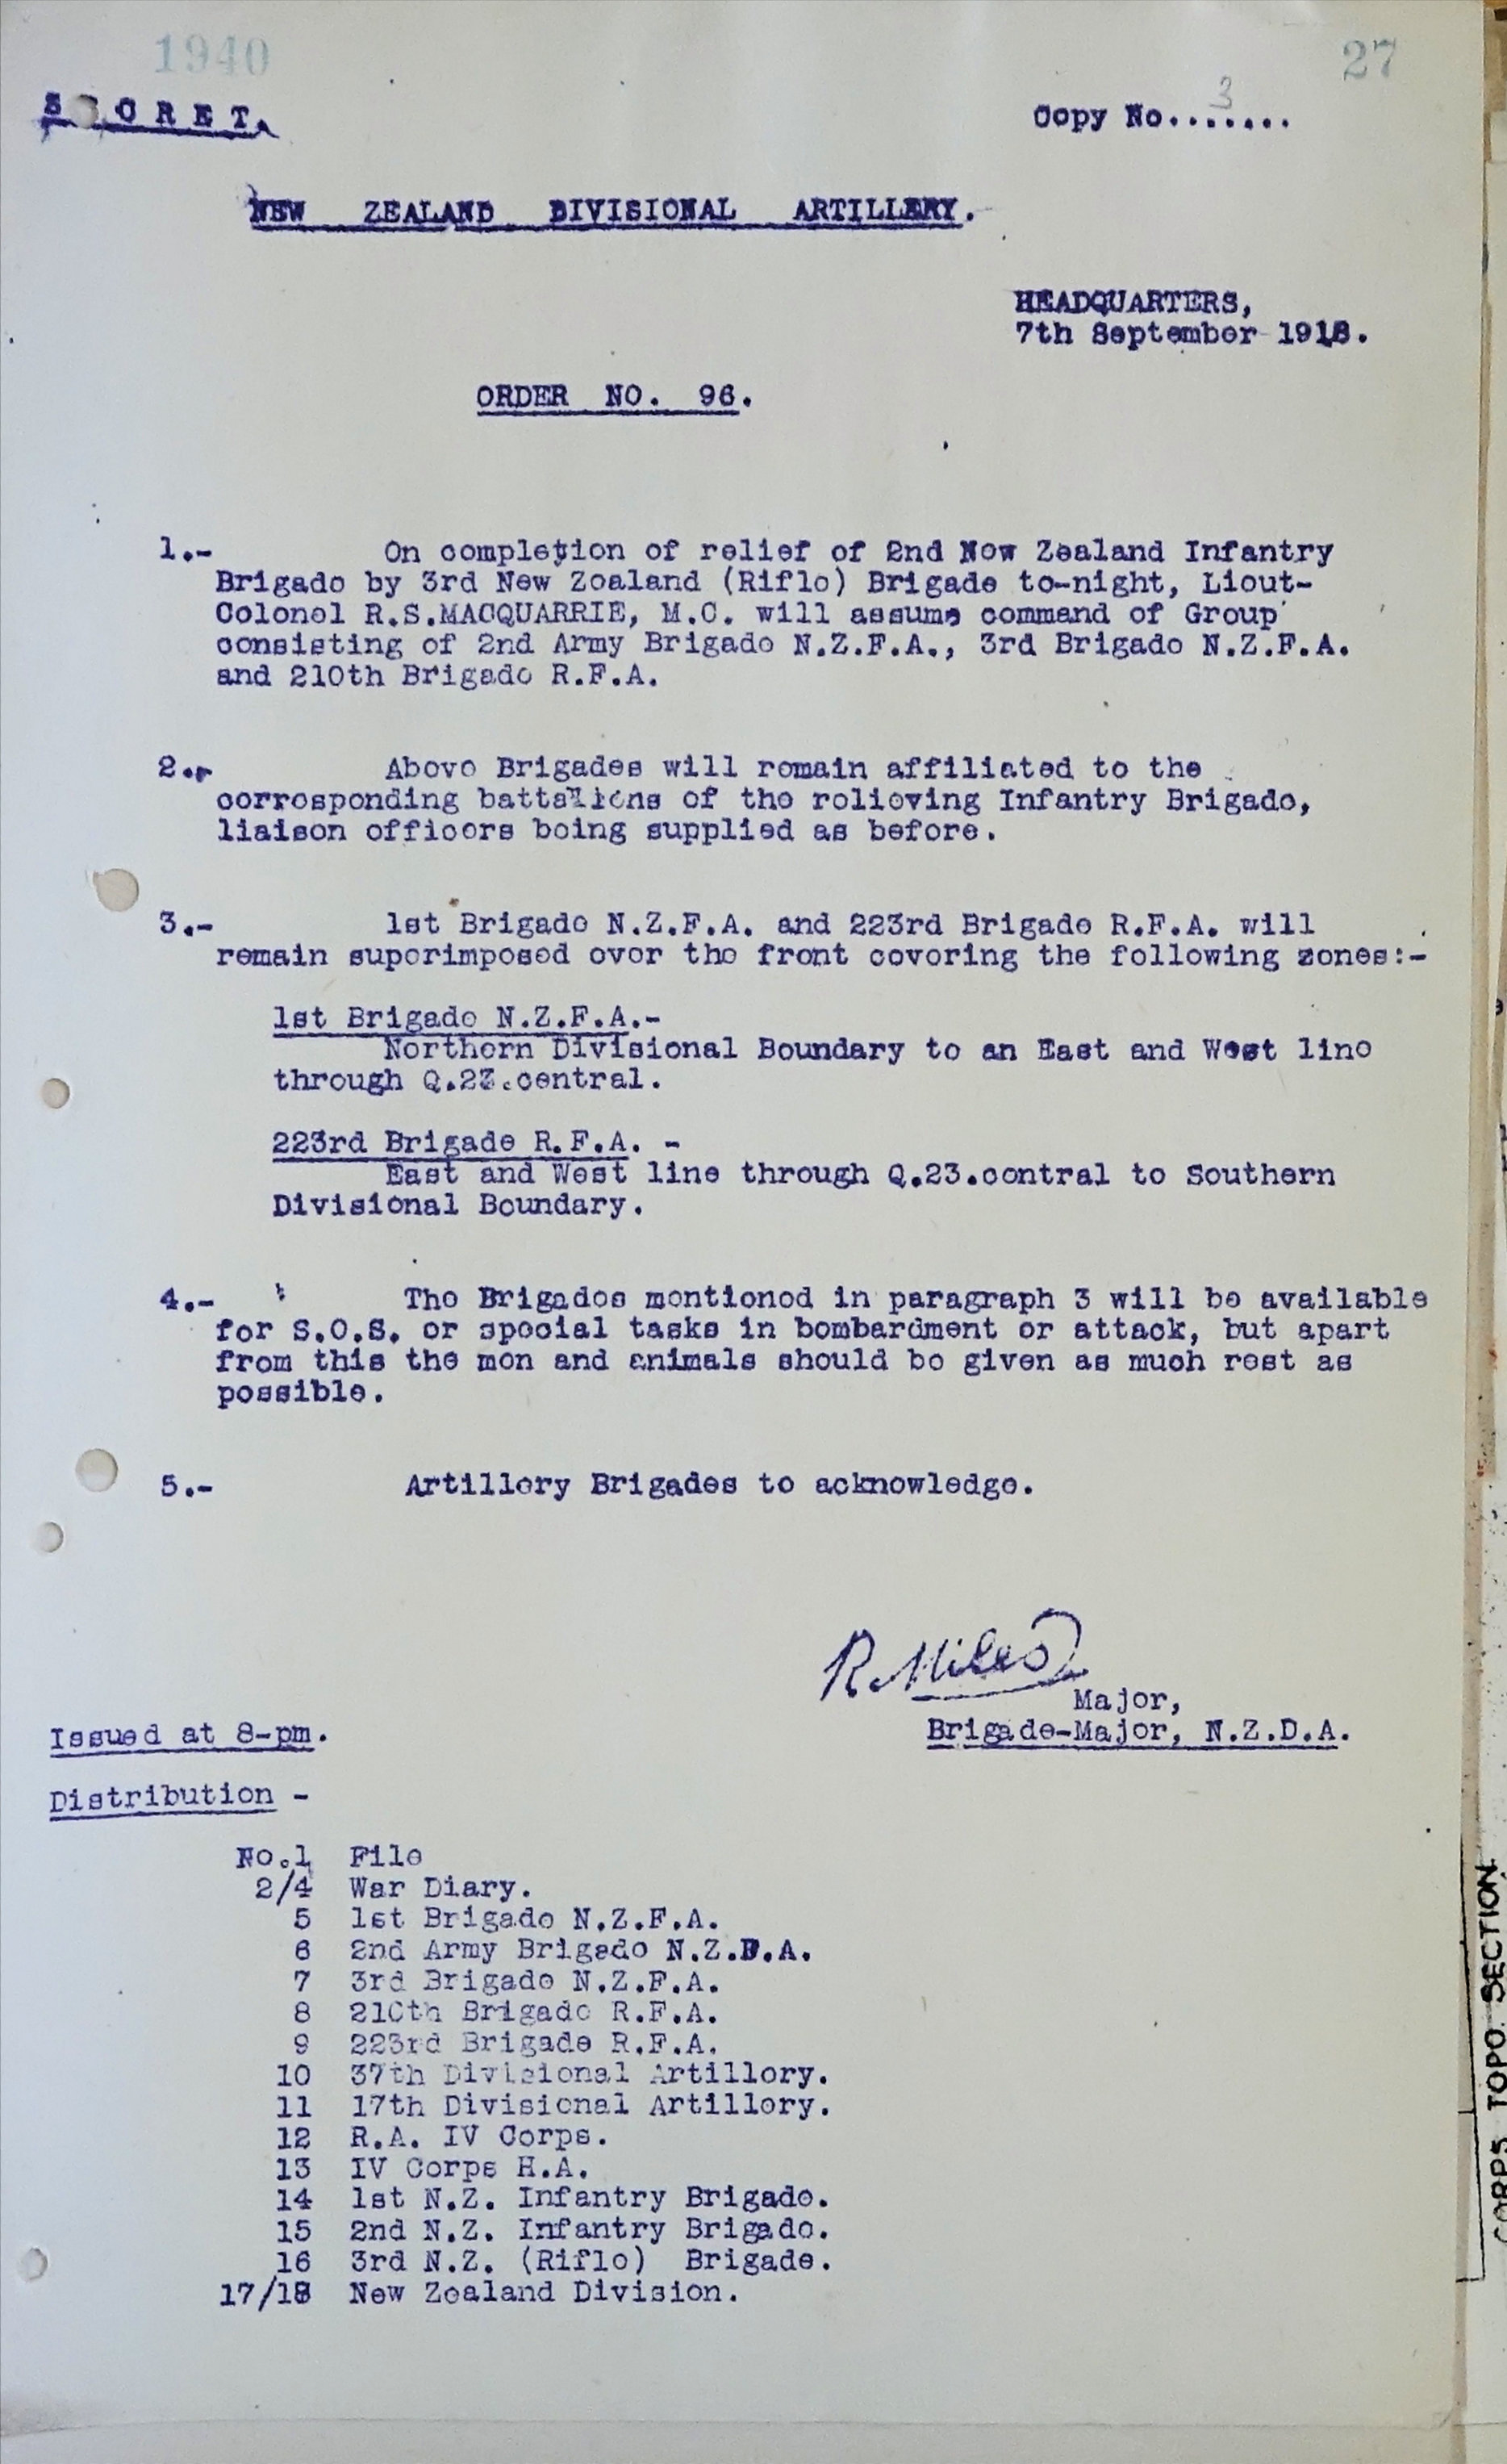 1940
27
SECRET.
Copy No...3....
NEW ZEALAND DIVISIONAL ARTILLERY.
HEADQUARTERS,
7th September 1918.
ORDER NO. 96.
1.- On completion of relief of 2nd New Zealand Infantry
Brigade by 3rd New Zealand (Rifle) Brigade to-night, Lieut-
Colonel R.S.MACQUARRIE, M.C. will assume command of Group
consisting of 2nd Army Brigade N.Z.F.A., 3rd Brigade N.Z.F.A.
and 210th Brigade R.F.A.
2.- Above Brigades will remain affiliated to the
corresponding battalions of the relieving Infantry Brigade,
liaison officers being supplied as before.
3.- 1st Brigade N.Z.F.A. and 223rd Brigade R.F.A. will
remain superimposed over the front covering the following zones:-
1st Brigade N.Z.F.A.-
Northern Divisional Boundary to an East and West line
through Q.23.central.
223rd Brigade R.F.A. -
East and West line through Q.23.central to Southern
Divisional Boundary.
4.- The Brigades mentioned in paragraph 3 will be available
for S.O.S. or special tasks in bombardment or attack, but apart
from this the men and animals should be given as much rest as
possible.
5.- Artillery Brigades to acknowledge.
R. Miles
Major,
Brigade-Major, N.Z.D.A.
Issued at 8-pm.
Distribution -
No.1 File
2/4 War Diary.
5 1st Brigade N.Z.F.A.
6 2nd Army Brigade N.Z.F.A.
7 3rd Brigade N.Z.F.A.
8 210th Brigade R.F.A.
9 223rd Brigade R.F.A.
10 37th Divisional Artillery.
11 17th Divisional Artillery.
12 R.A. IV Corps.
13 IV Corps H.A.
14 1st N.Z. Infantry Brigade.
15 2nd N.Z. Infantry Brigade.
16 3rd N.Z. (Rifle) Brigade.
17/18 New Zealand Division.
CORPS TOPO. SECTION.